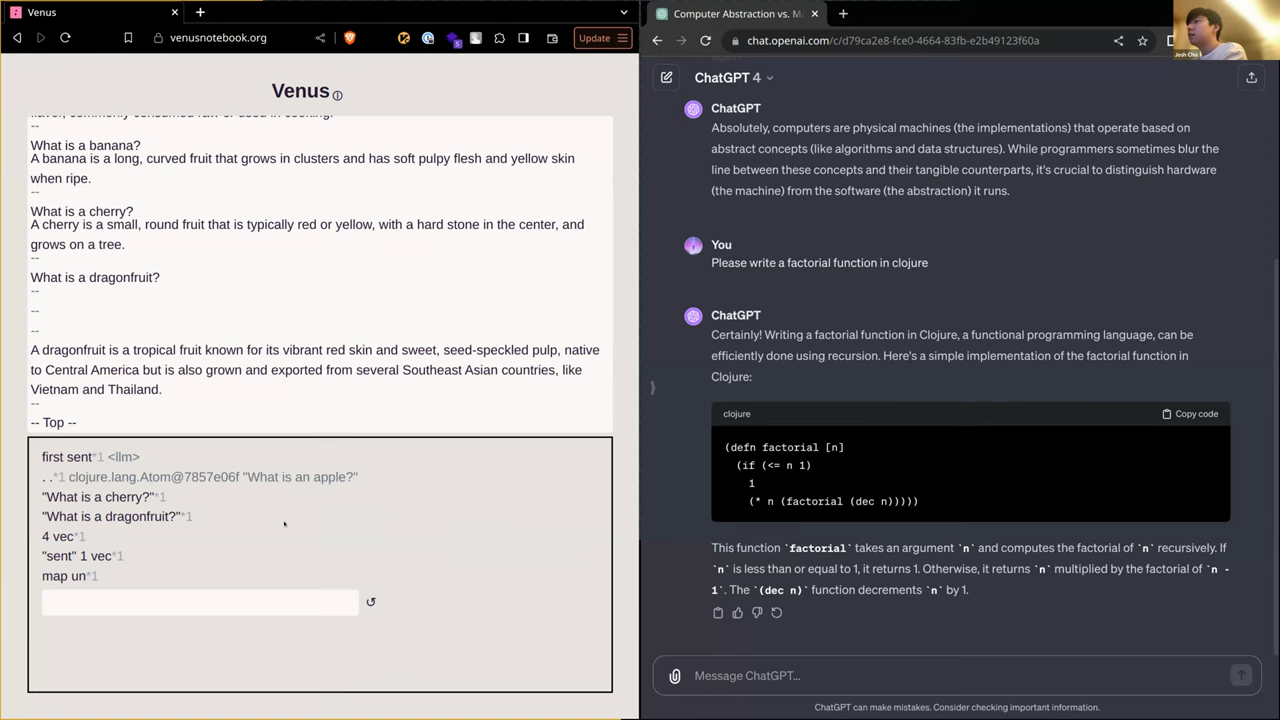 Venus
Update
venusnotebook.org
Venus
flavor, commonly consumed raw or used in cooking.
--
What is a banana?
A banana is a long, curved fruit that grows in clusters and has soft pulpy flesh and yellow skin
when ripe.
--
What is a cherry?
A cherry is a small, round fruit that is typically red or yellow, with a hard stone in the center, and
grows on a tree.
--
What is a dragonfruit?
--
--
--
A dragonfruit is a tropical fruit known for its vibrant red skin and sweet, seed-speckled pulp, native
to Central America but is also grown and exported from several Southeast Asian countries, like
Vietnam and Thailand.
--
-- Top --
first sent*1 <llm>
. .*1 clojure.lang.Atom@7857e06f "What is an apple?"
"What is a cherry?"*1
"What is a dragonfruit?"*1
4 vec*1
"sent" 1 vec*1
map un*1
Computer Abstraction vs. Ma
chat.openai.com/c/d79ca2e8-fce0-4664-83fb-e2b49123f60a
Josh Cho
ChatGPT 4
ChatGPT
Absolutely, computers are physical machines (the implementations) that operate based on
abstract concepts (like algorithms and data structures). While programmers sometimes blur the
line between these concepts and their tangible counterparts, it's crucial to distinguish hardware
(the machine) from the software (the abstraction) it runs.
You
Please write a factorial function in clojure
ChatGPT
Certainly! Writing a factorial function in Clojure, a functional programming language, can be
efficiently done using recursion. Here's a simple implementation of the factorial function in
Clojure:
clojure
Copy code
(defn factorial [n]
(if (<= n 1)
1
(* n (factorial (dec n)))))
This function `factorial` takes an argument `n` and computes the factorial of `n` recursively. If
`n` is less than or equal to 1, it returns 1. Otherwise, it returns `n` multiplied by the factorial of `n -
1`. The `(dec n)` function decrements `n` by 1.
Message ChatGPT...
ChatGPT can make mistakes. Consider checking important information.